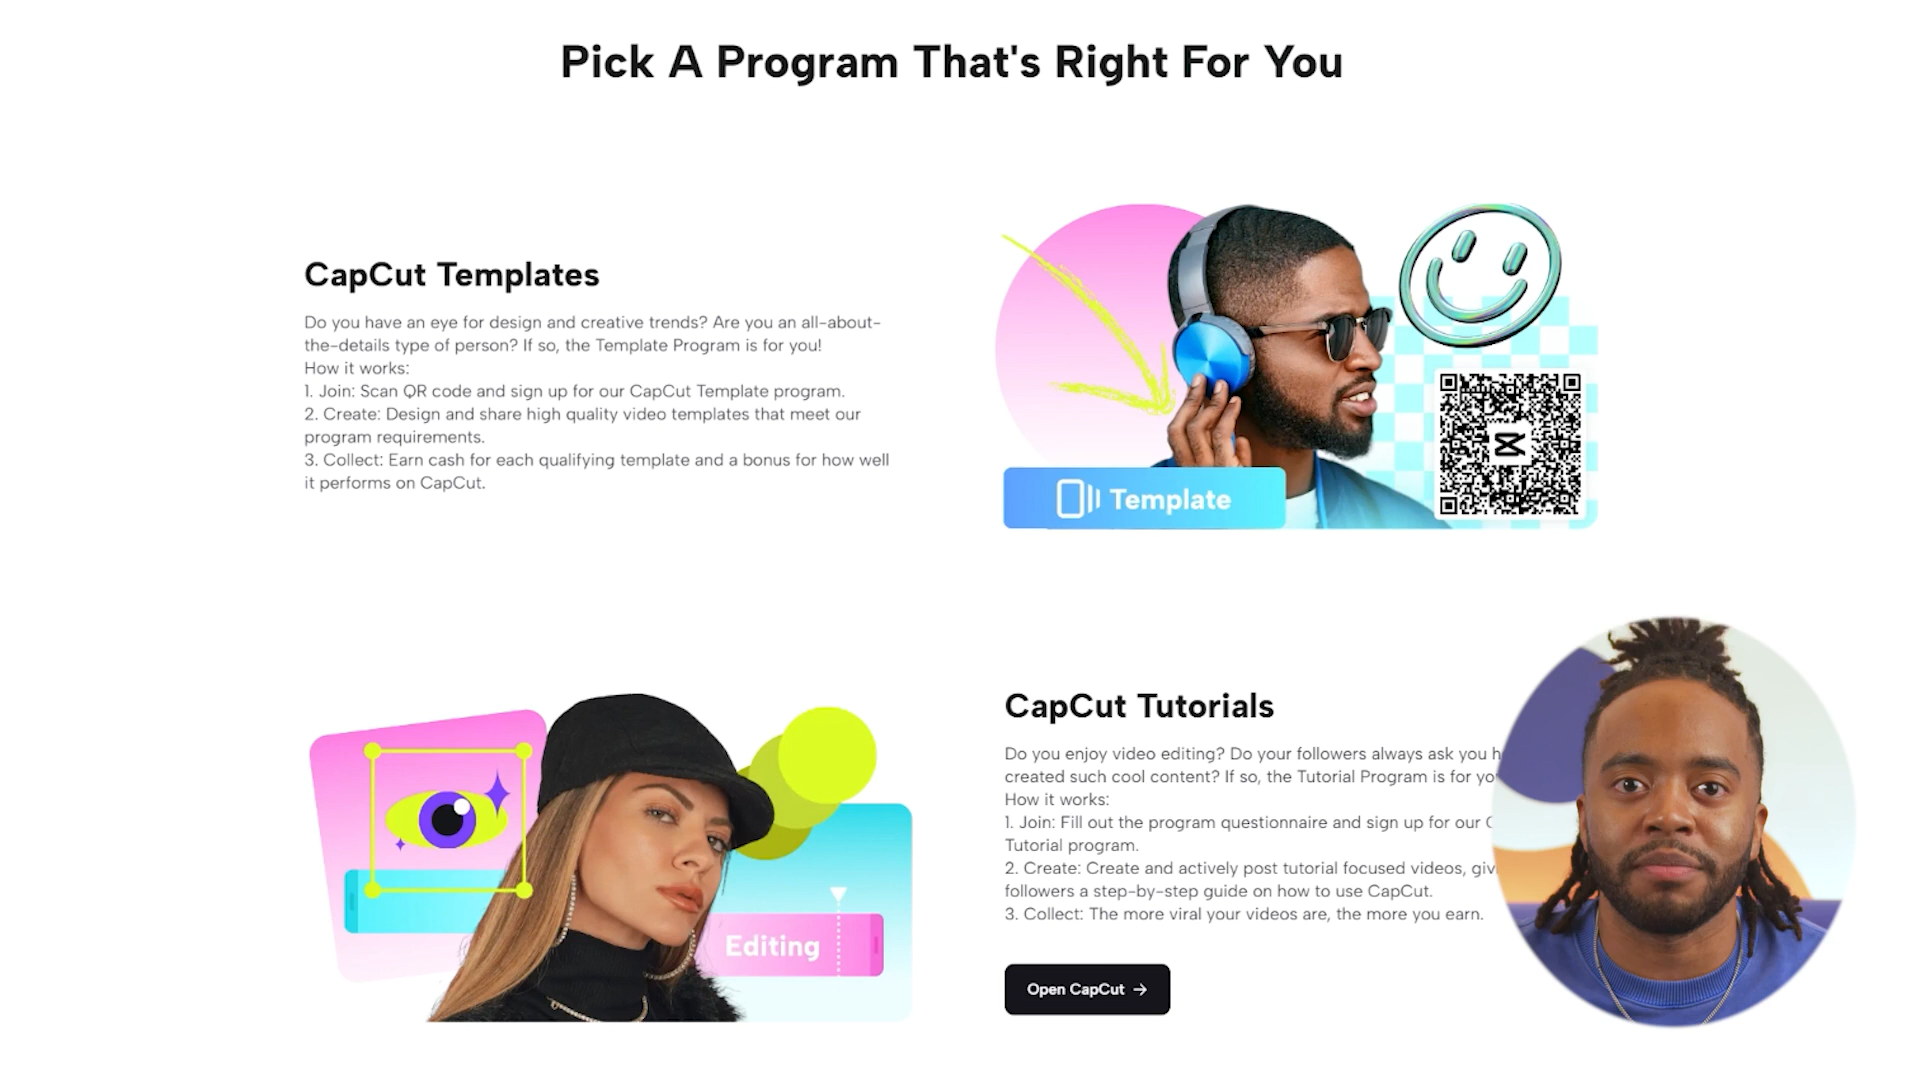 Pick A Program That's Right For You
CapCut Templates
Do you have an eye for design and creative trends? Are you an all-about-
the-details type of person? If so, the Template Program is for you!
How it works:
1. Join: Scan QR code and sign up for our CapCut Template program.
2. Create: Design and share high quality video templates that meet our
program requirements.
3. Collect: Earn cash for each qualifying template and a bonus for how well
it performs on CapCut.
Template
Editing
CapCut Tutorials
Do you enjoy video editing? Do your followers always ask you
created such cool content? If so, the Tutorial Program is for
How it works:
1. Join: Fill out the program questionnaire and sign up for our
Tutorial program.
2. Create: Create and actively post tutorial focused videos,
followers a step-by-step guide on how to use CapCut.
3. Collect: The more viral your videos are, the more you earn.
Open CapCut →